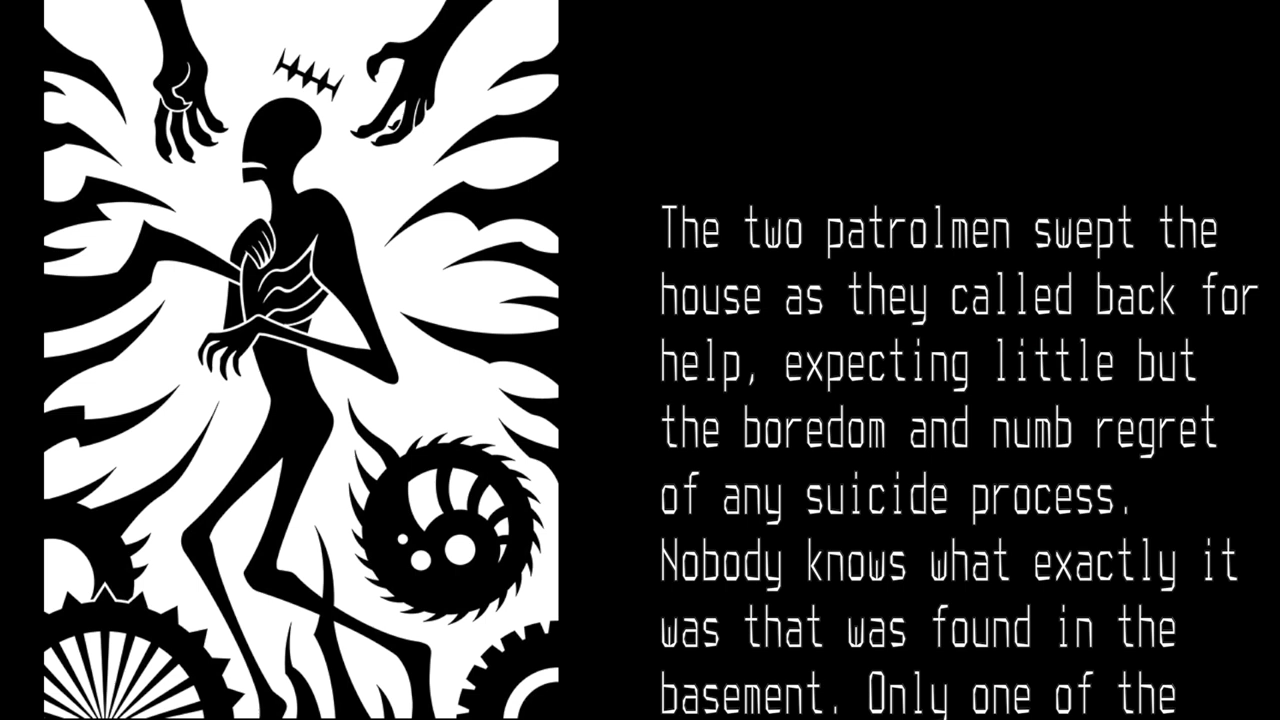 The two patrolmen swept the
house as they called back for
help, expecting little but
the boredom and numb regret
of any suicide process.
Nobody knows what exactly it
was that was found in the
basement. Only one of the